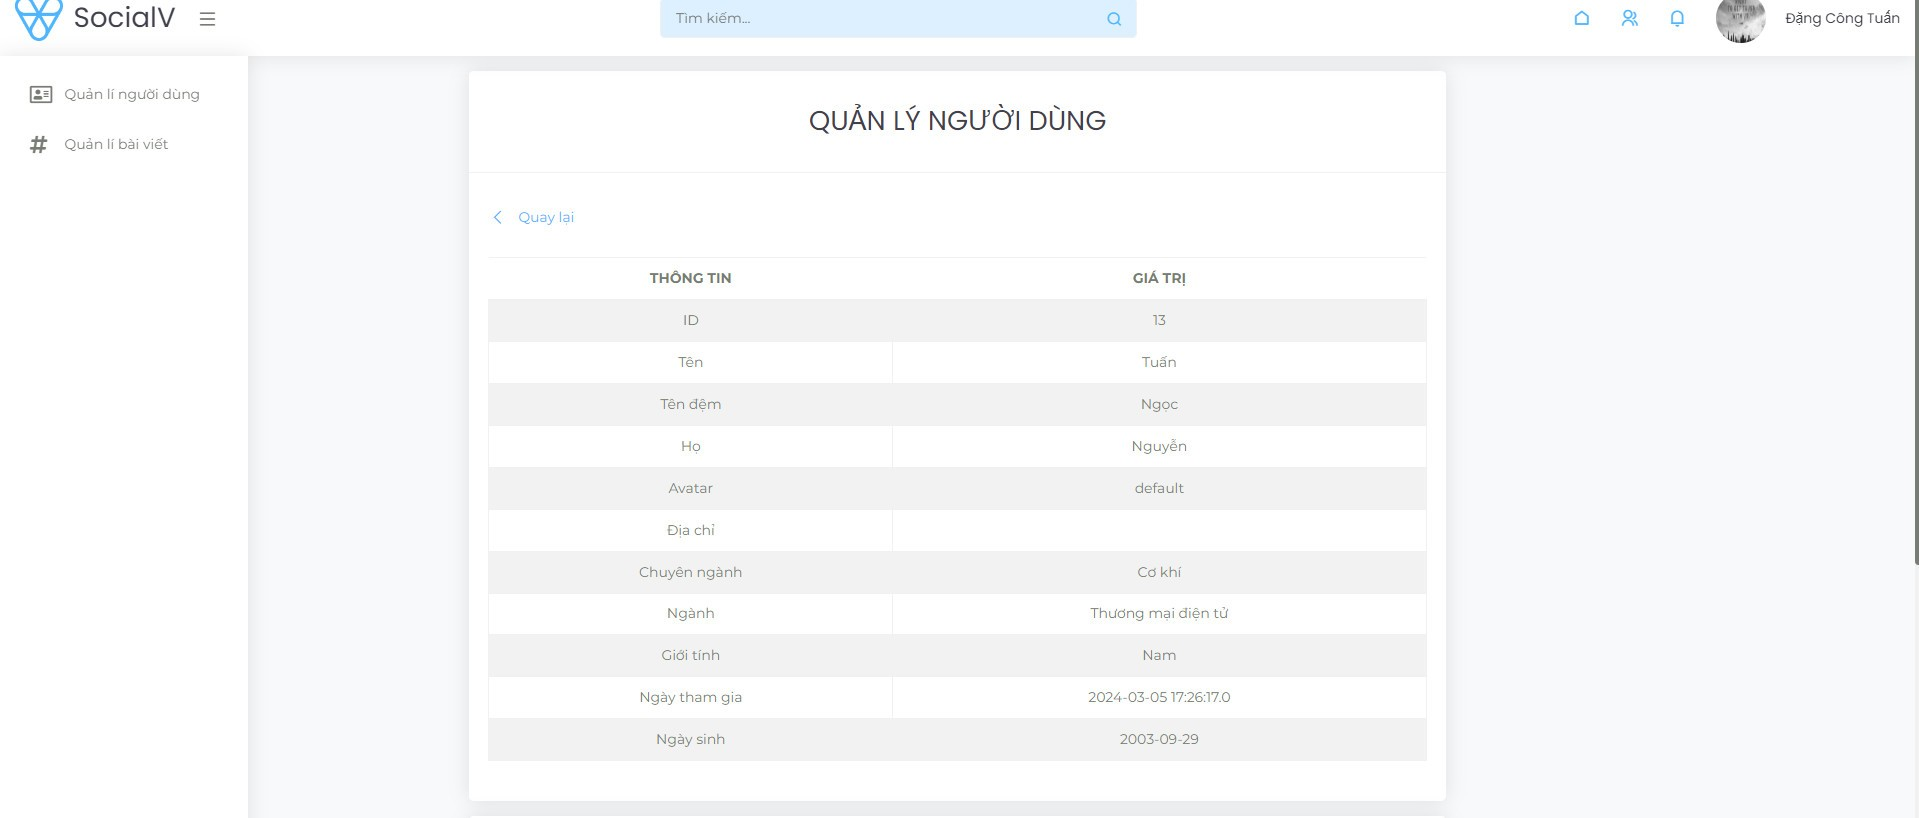 SocialV
Tìm kiếm...
Đặng Công Tuấn
Quản lí người dùng
Quản lí bài viết
QUẢN LÝ NGƯỜI DÙNG
Quay lại
THÔNG TIN GIÁ TRỊ
ID 13
Tên Tuấn
Tên đệm Ngọc
Họ Nguyễn
Avatar default
Địa chỉ
Chuyên ngành Cơ khí
Ngành Thương mại điện tử
Giới tính Nam
Ngày tham gia 2024-03-05 17:26:17.0
Ngày sinh 2003-09-29